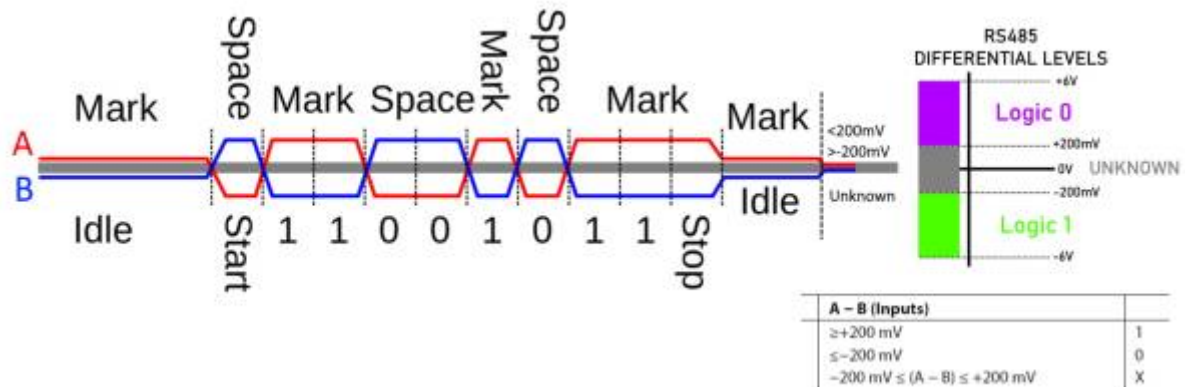 Space
Mark
Space
Mark
Space
Mark
Space
Mark
Mark
A
B
<200mV
>-200mV
Unknown
Idle
Start
1 1 0 0 1 0 1 1
Stop
Idle
RS485
DIFFERENTIAL LEVELS
+6V
Logic 0
+200mV
0V UNKNOWN
-200mV
Logic 1
-6V
A – B (Inputs)
≥+200 mV 1
≤−200 mV 0
−200 mV ≤ (A – B) ≤ +200 mV X